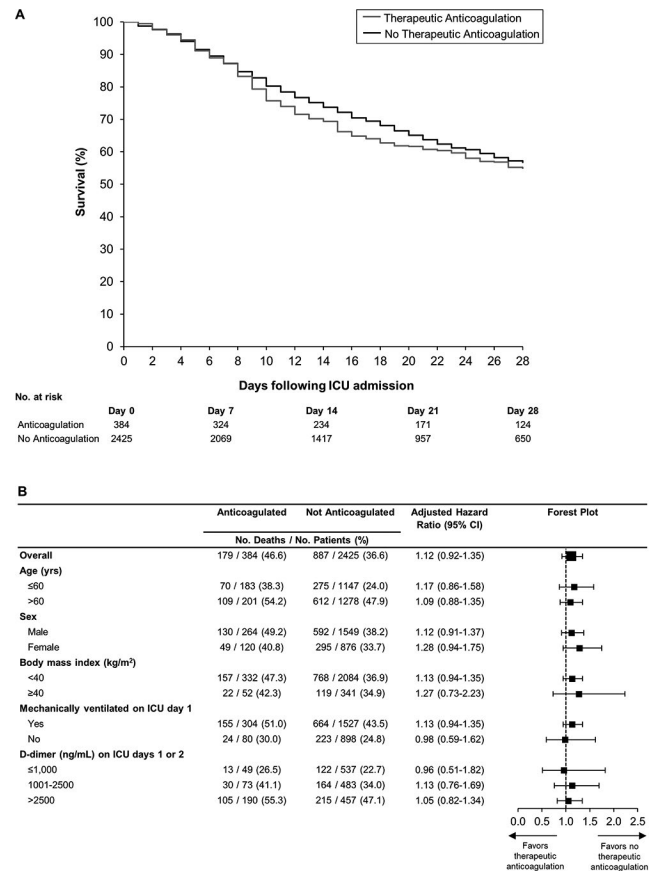 A
Therapeutic Anticoagulation
No Therapeutic Anticoagulation
100
90
80
70
60
50
40
30
20
10
0
Survival (%)
0 2 4 6 8 10 12 14 16 18 20 22 24 26 28
Days following ICU admission
No. at risk
Day 0 Day 7 Day 14 Day 21 Day 28
Anticoagulation 384 324 234 171 124
No Anticoagulation 2425 2069 1417 957 650
B
Anticoagulated Not Anticoagulated Adjusted Hazard Ratio (95% CI) Forest Plot
No. Deaths / No. Patients (%)
Overall 179 / 384 (46.6) 887 / 2425 (36.6) 1.12 (0.92-1.35)
Age (yrs)
≤60 70 / 183 (38.3) 275 / 1147 (24.0) 1.17 (0.86-1.58)
>60 109 / 201 (54.2) 612 / 1278 (47.9) 1.09 (0.88-1.35)
Sex
Male 130 / 264 (49.2) 592 / 1549 (38.2) 1.12 (0.91-1.37)
Female 49 / 120 (40.8) 295 / 876 (33.7) 1.28 (0.94-1.75)
Body mass index (kg/m²)
<40 157 / 332 (47.3) 768 / 2084 (36.9) 1.13 (0.94-1.35)
≥40 22 / 52 (42.3) 119 / 341 (34.9) 1.27 (0.73-2.23)
Mechanically ventilated on ICU day 1
Yes 155 / 304 (51.0) 664 / 1527 (43.5) 1.13 (0.94-1.35)
No 24 / 80 (30.0) 223 / 898 (24.8) 0.98 (0.59-1.62)
D-dimer (ng/mL) on ICU days 1 or 2
≤1,000 13 / 49 (26.5) 122 / 537 (22.7) 0.96 (0.51-1.82)
1001-2500 30 / 73 (41.1) 164 / 483 (34.0) 1.13 (0.76-1.69)
>2500 105 / 190 (55.3) 215 / 457 (47.1) 1.05 (0.82-1.34)
0.0 0.5 1.0 1.5 2.0 2.5
Favors therapeutic anticoagulation
Favors no therapeutic anticoagulation